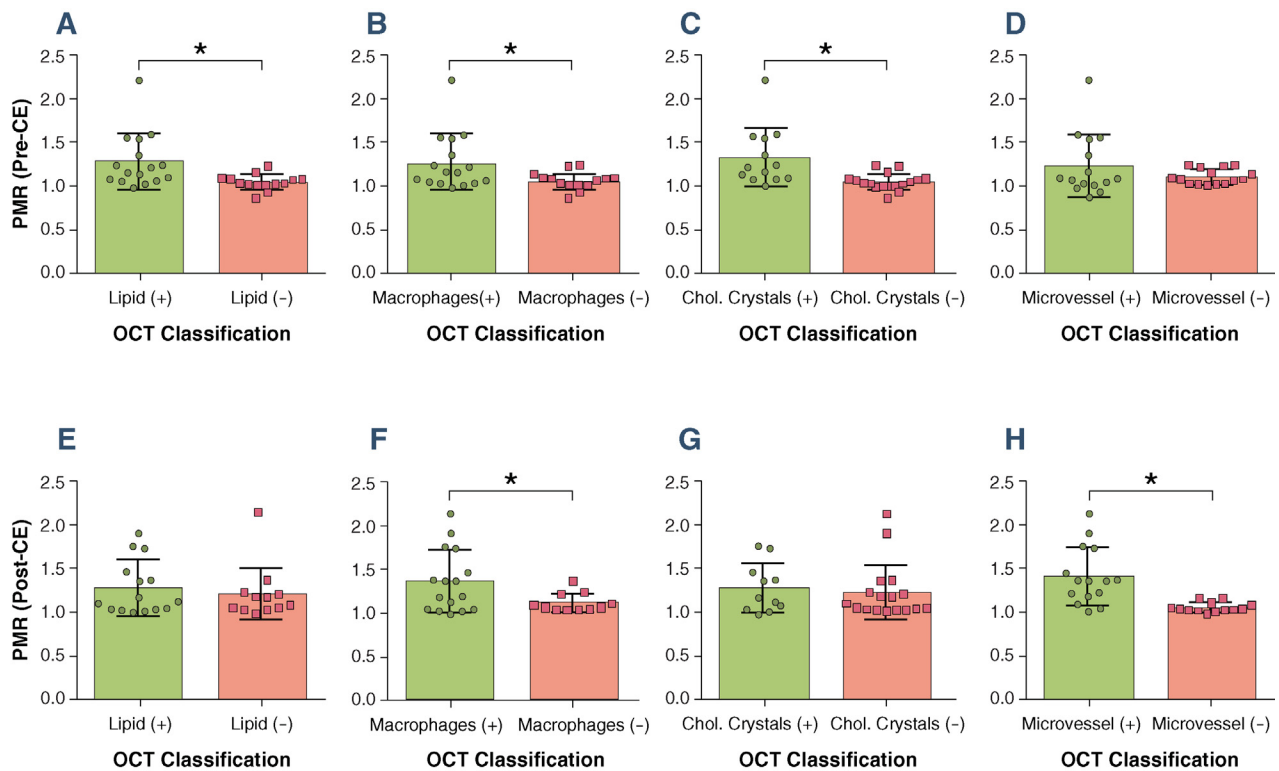 A B C D
* * *
PMR (Pre-CE)
2.5 2.5 2.5 2.5
2.0 2.0 2.0 2.0
1.5 1.5 1.5 1.5
1.0 1.0 1.0 1.0
0.5 0.5 0.5 0.5
0.0 0.0 0.0 0.0
Lipid (+) Lipid (–) Macrophages(+) Macrophages (–) Chol. Crystals (+) Chol. Crystals (–) Microvessel (+) Microvessel (–)
OCT Classification OCT Classification OCT Classification OCT Classification
E F G H
* *
PMR (Post-CE)
2.5 2.5 2.5 2.5
2.0 2.0 2.0 2.0
1.5 1.5 1.5 1.5
1.0 1.0 1.0 1.0
0.5 0.5 0.5 0.5
0.0 0.0 0.0 0.0
Lipid (+) Lipid (–) Macrophages (+) Macrophages (–) Chol. Crystals (+) Chol. Crystals (–) Microvessel (+) Microvessel (–)
OCT Classification OCT Classification OCT Classification OCT Classification